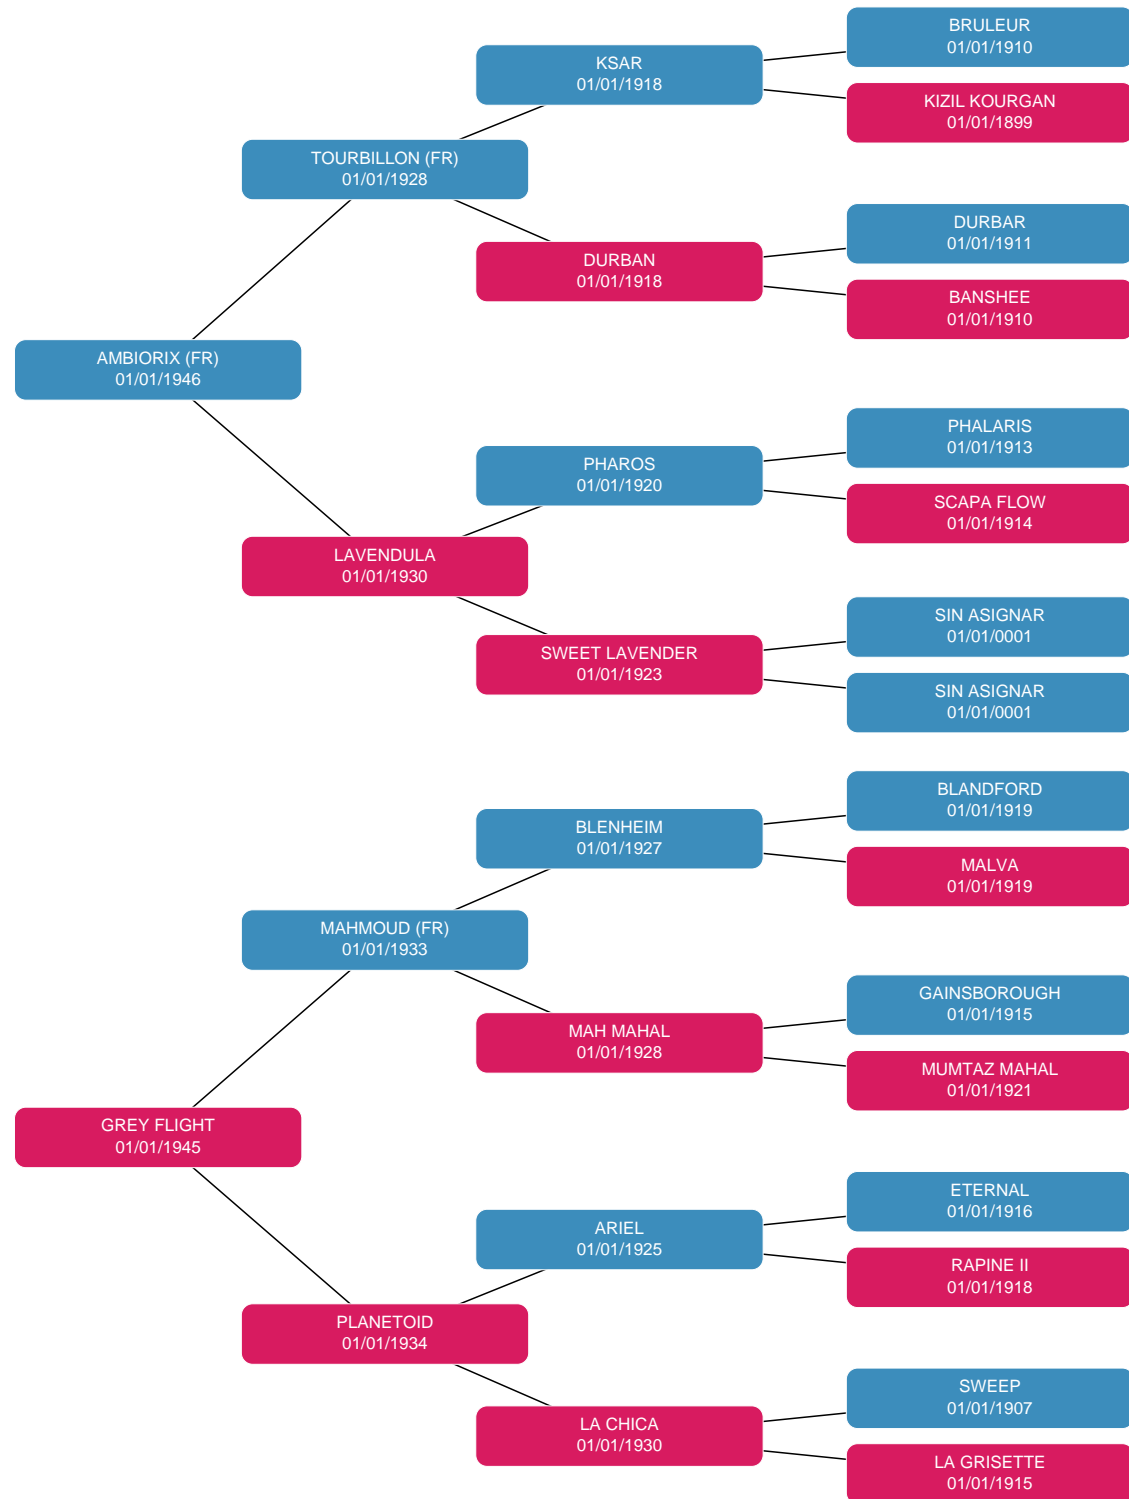 BRULEUR
01/01/1910
KSAR
01/01/1918
KIZIL KOURGAN
01/01/1899
TOURBILLON (FR)
01/01/1928
DURBAR
01/01/1911
DURBAN
01/01/1918
BANSHEE
01/01/1910
AMBIORIX (FR)
01/01/1946
PHALARIS
01/01/1913
PHAROS
01/01/1920
SCAPA FLOW
01/01/1914
LAVENDULA
01/01/1930
SIN ASIGNAR
01/01/0001
SWEET LAVENDER
01/01/1923
SIN ASIGNAR
01/01/0001
BLANDFORD
01/01/1919
BLENHEIM
01/01/1927
MALVA
01/01/1919
MAHMOUD (FR)
01/01/1933
GAINSBOROUGH
01/01/1915
MAH MAHAL
01/01/1928
MUMTAZ MAHAL
01/01/1921
GREY FLIGHT
01/01/1945
ETERNAL
01/01/1916
ARIEL
01/01/1925
RAPINE II
01/01/1918
PLANETOID
01/01/1934
SWEEP
01/01/1907
LA CHICA
01/01/1930
LA GRISETTE
01/01/1915